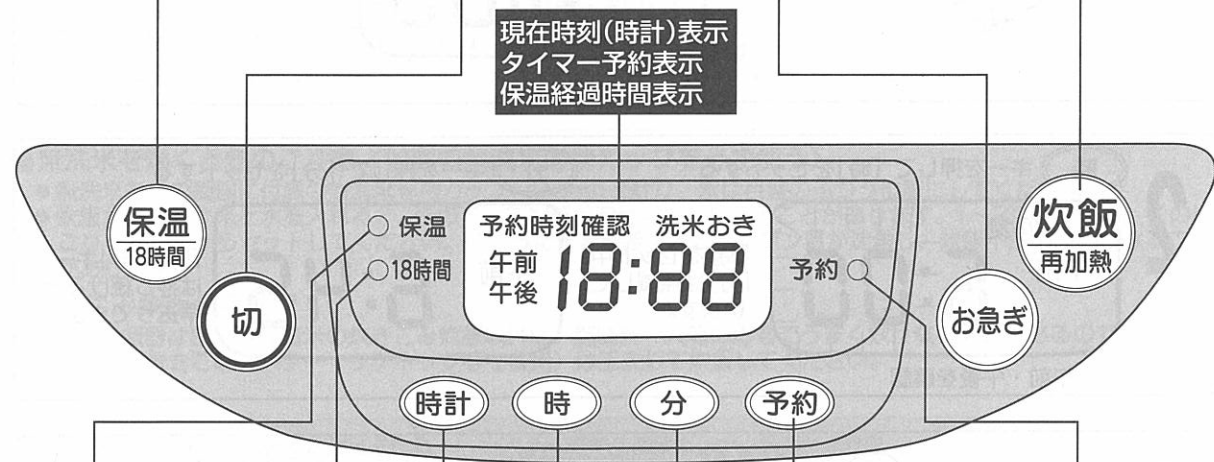 現在時刻(時計)表示
タイマー予約表示
保温経過時間表示
保温
18時間
切
保温
18時間
予約時刻確認 洗米おき
午前
午後
18:88
予約
炊飯
再加熱
お急ぎ
時計
時
分
予約